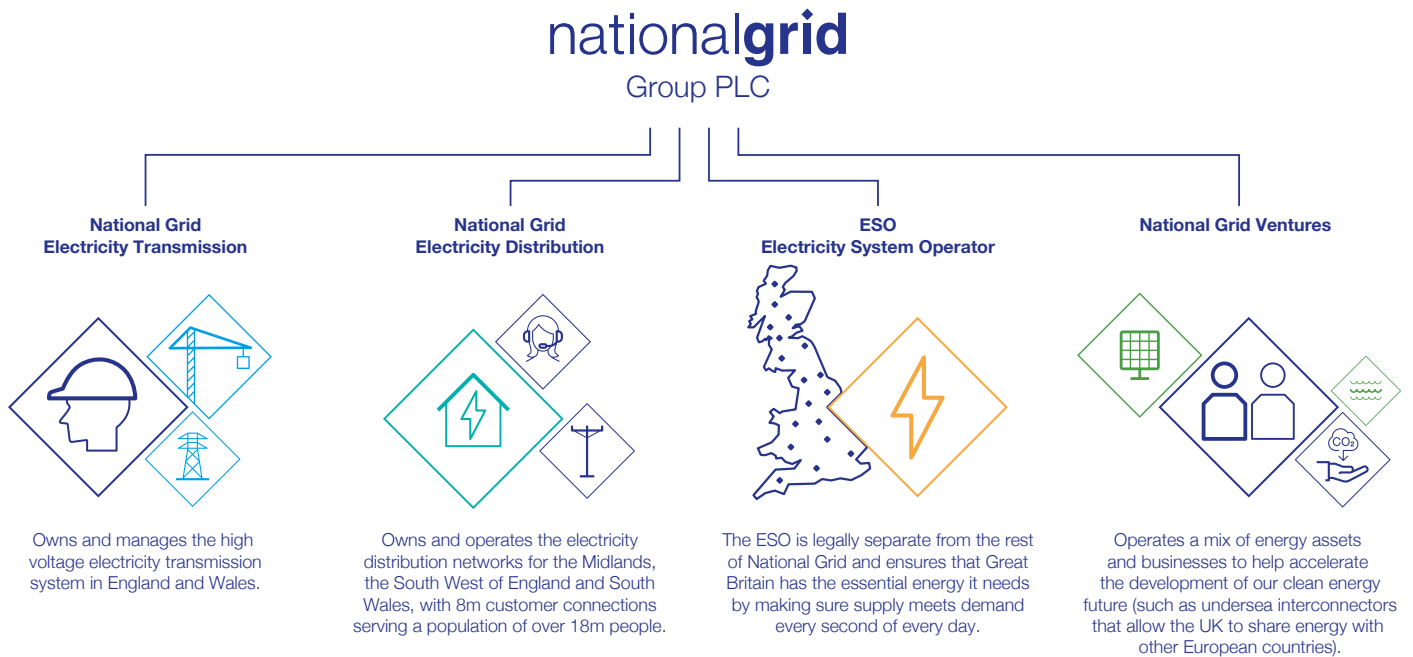 nationalgrid
Group PLC
National Grid
Electricity Transmission
Owns and manages the high
voltage electricity transmission
system in England and Wales.
National Grid
Electricity Distribution
Owns and operates the electricity
distribution networks for the Midlands,
the South West of England and South
Wales, with 8m customer connections
serving a population of over 18m people.
ESO
Electricity System Operator
The ESO is legally separate from the rest
of National Grid and ensures that Great
Britain has the essential energy it needs
by making sure supply meets demand
every second of every day.
National Grid Ventures
CO₂
Operates a mix of energy assets
and businesses to help accelerate
the development of our clean energy
future (such as undersea interconnectors
that allow the UK to share energy with
other European countries).